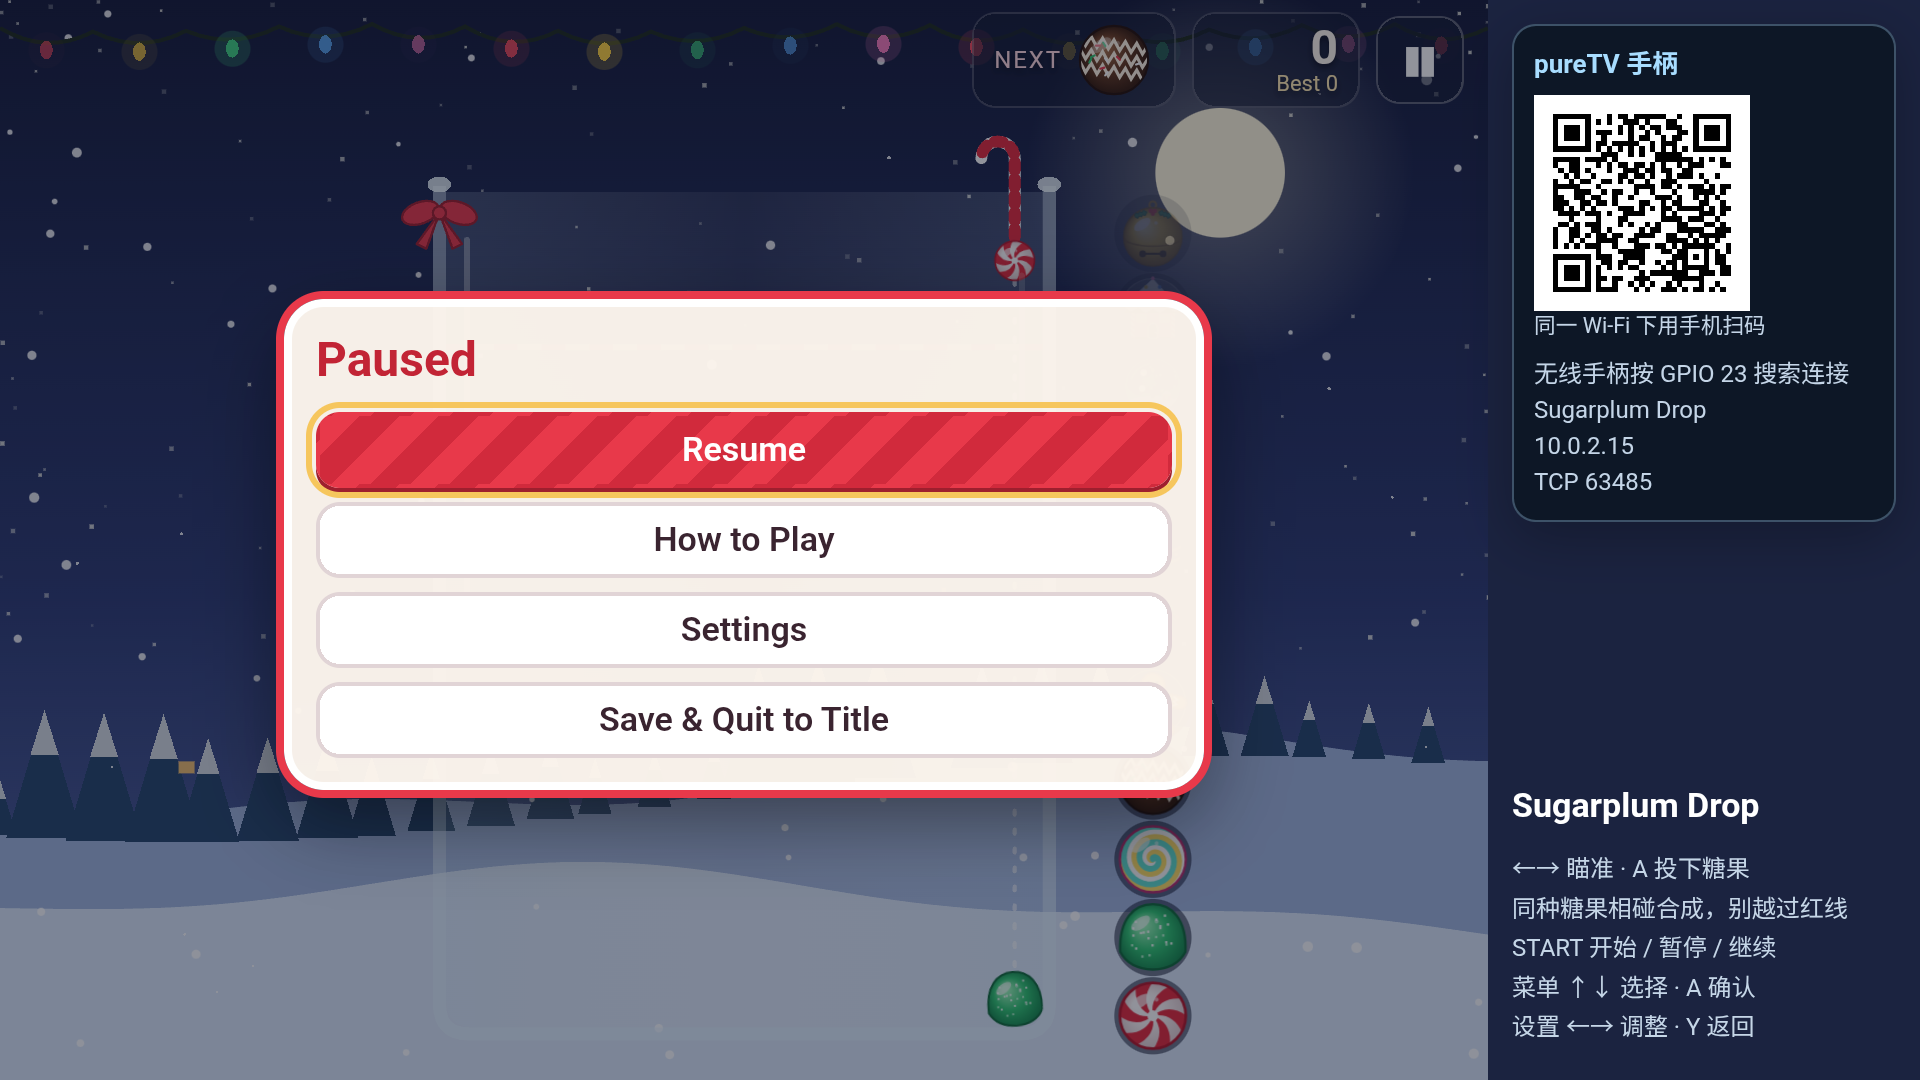 NEXT
0
Best 0
Paused
Resume
How to Play
Settings
Save & Quit to Title
pureTV 手柄
同一 Wi-Fi 下用手机扫码
无线手柄按 GPIO 23 搜索连接
Sugarplum Drop
10.0.2.15
TCP 63485
Sugarplum Drop
←→ 瞄准 · A 投下糖果
同种糖果相碰合成，别越过红线
START 开始 / 暂停 / 继续
菜单 ↑↓ 选择 · A 确认
设置 ←→ 调整 · Y 返回